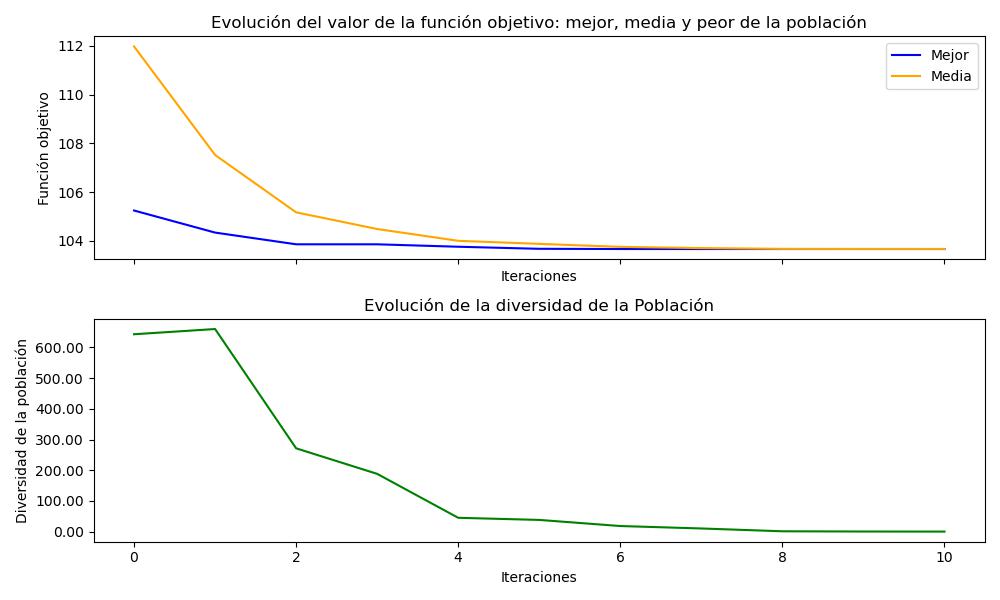 Evolución del valor de la función objetivo: mejor, media y peor de la población
Función objetivo
112
110
108
106
104
Mejor
Media
Iteraciones
Evolución de la diversidad de la Población
Diversidad de la población
600.00
500.00
400.00
300.00
200.00
100.00
0.00
0 2 4 6 8 10
Iteraciones